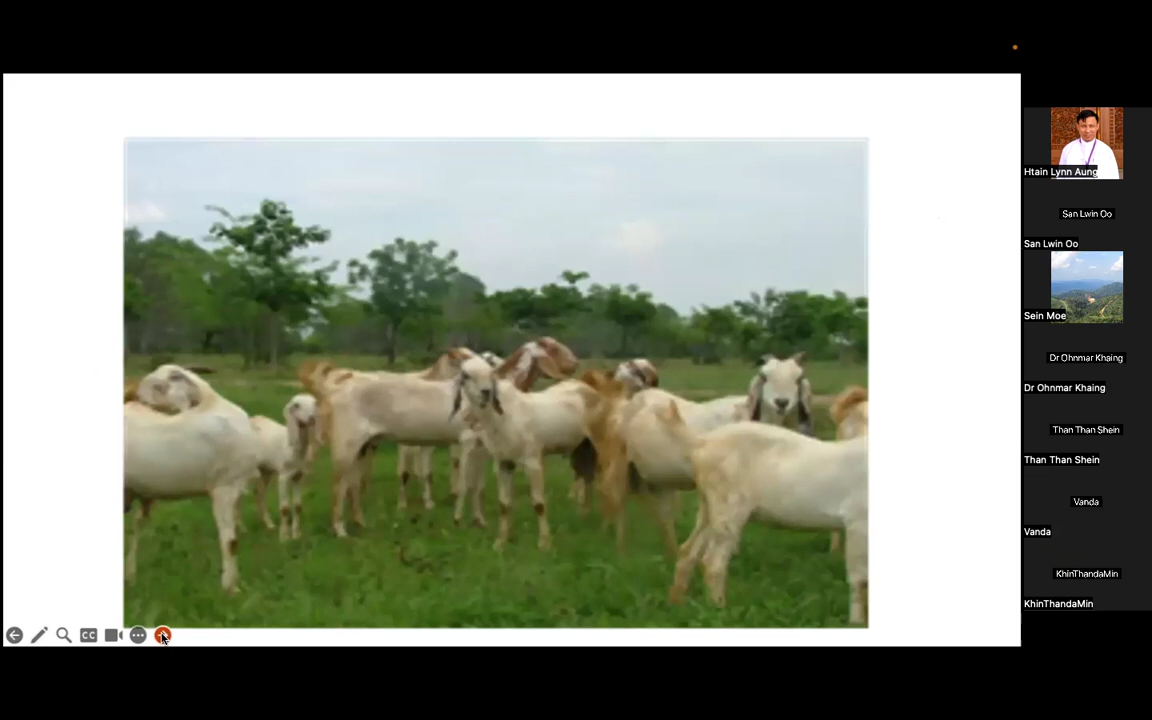 Htain Lynn Aung
San Lwin Oo
San Lwin Oo
Sein Moe
Dr Ohnmar Khaing
Dr Ohnmar Khaing
Than Than Shein
Than Than Shein
Vanda
Vanda
KhinThandaMin
KhinThandaMin
CC